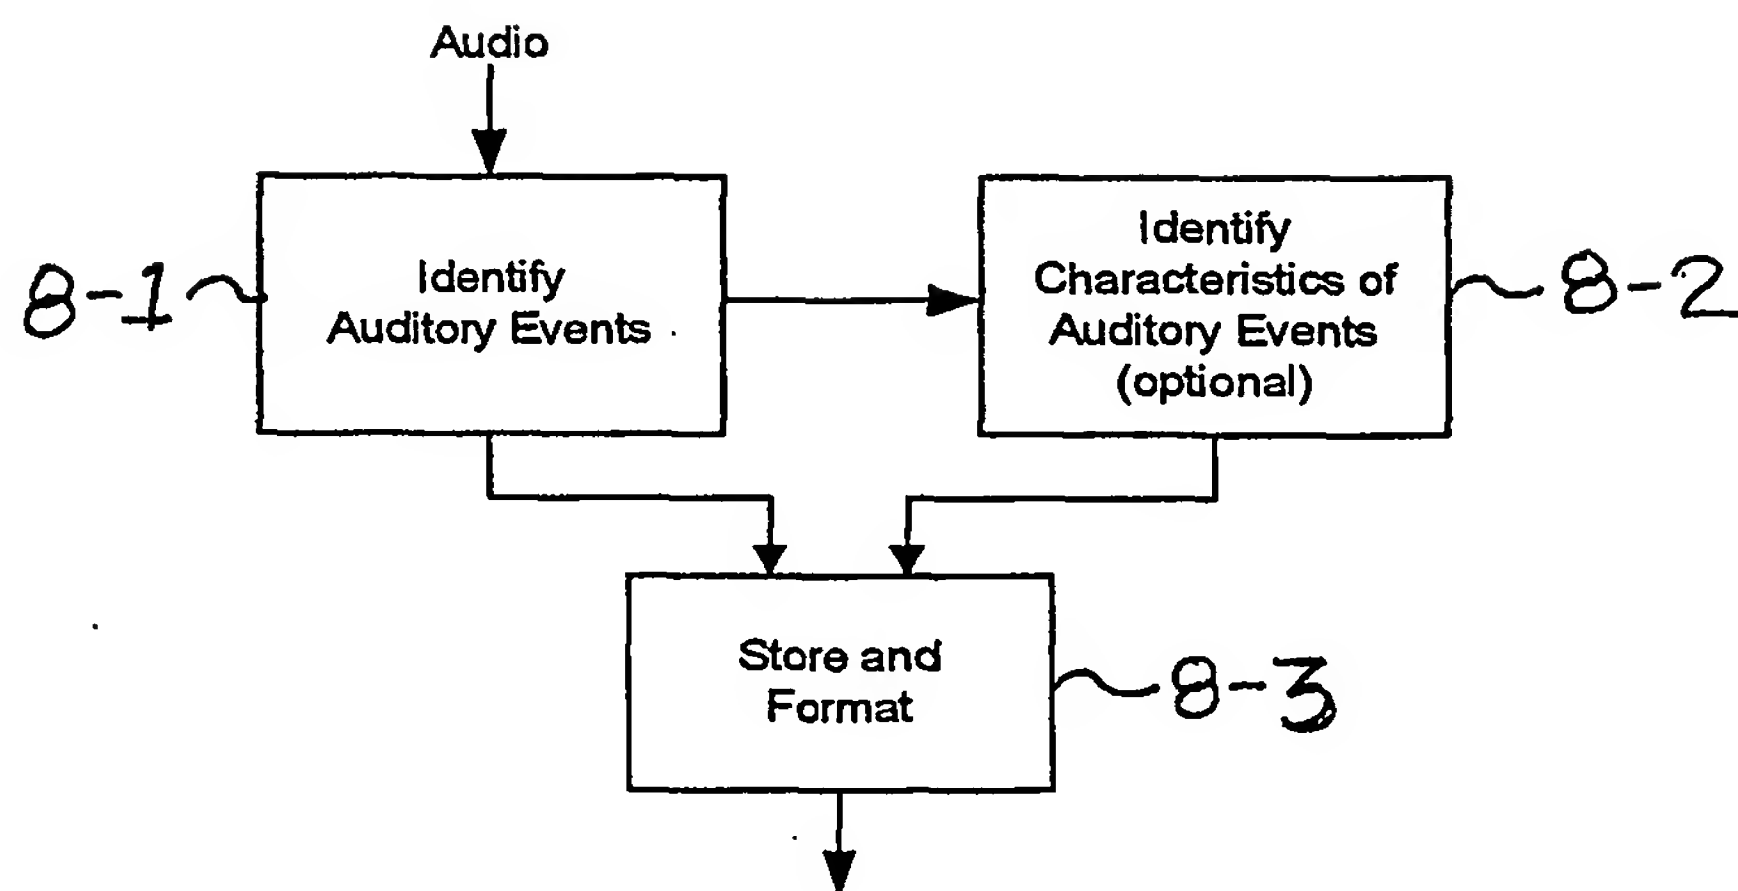 Audio
8-1
Identify
Auditory Events
Identify
Characteristics of
Auditory Events
(optional)
8-2
Store and
Format
8-3